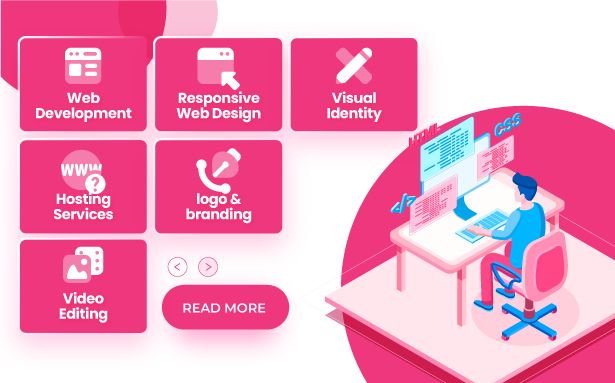 Web
Development
Responsive
Web Design
Visual
Identity
HTML
CSS
</>
WWW
?
Hosting
Services
logo &
branding
Video
Editing
READ MORE